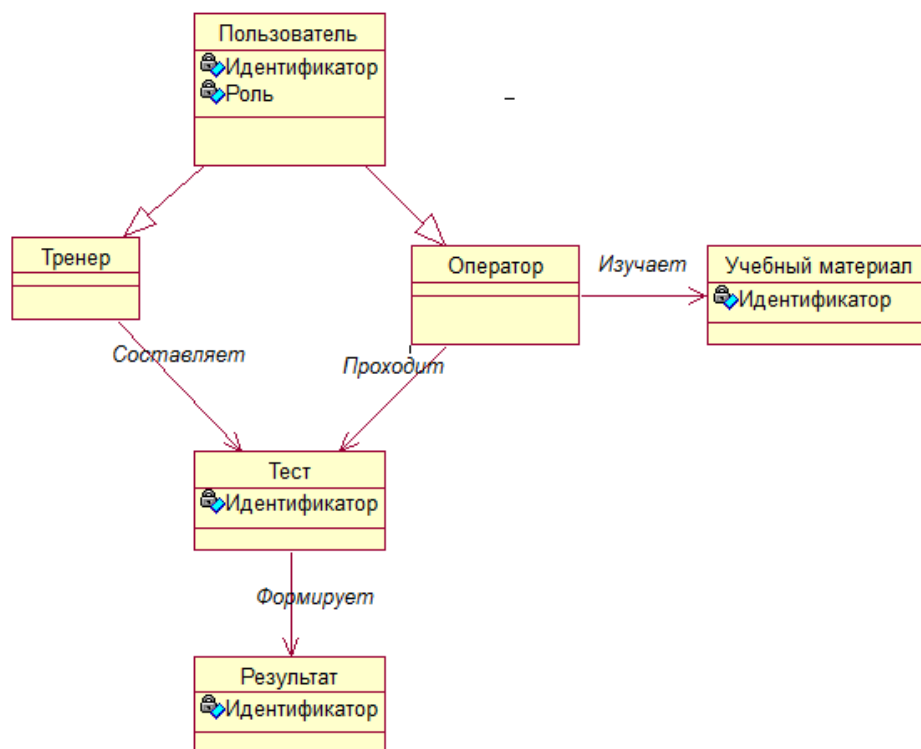 Пользователь
Идентификатор
Роль
Тренер
Оператор
Изучает
Учебный материал
Идентификатор
Составляет
Проходит
Тест
Идентификатор
Формирует
Результат
Идентификатор